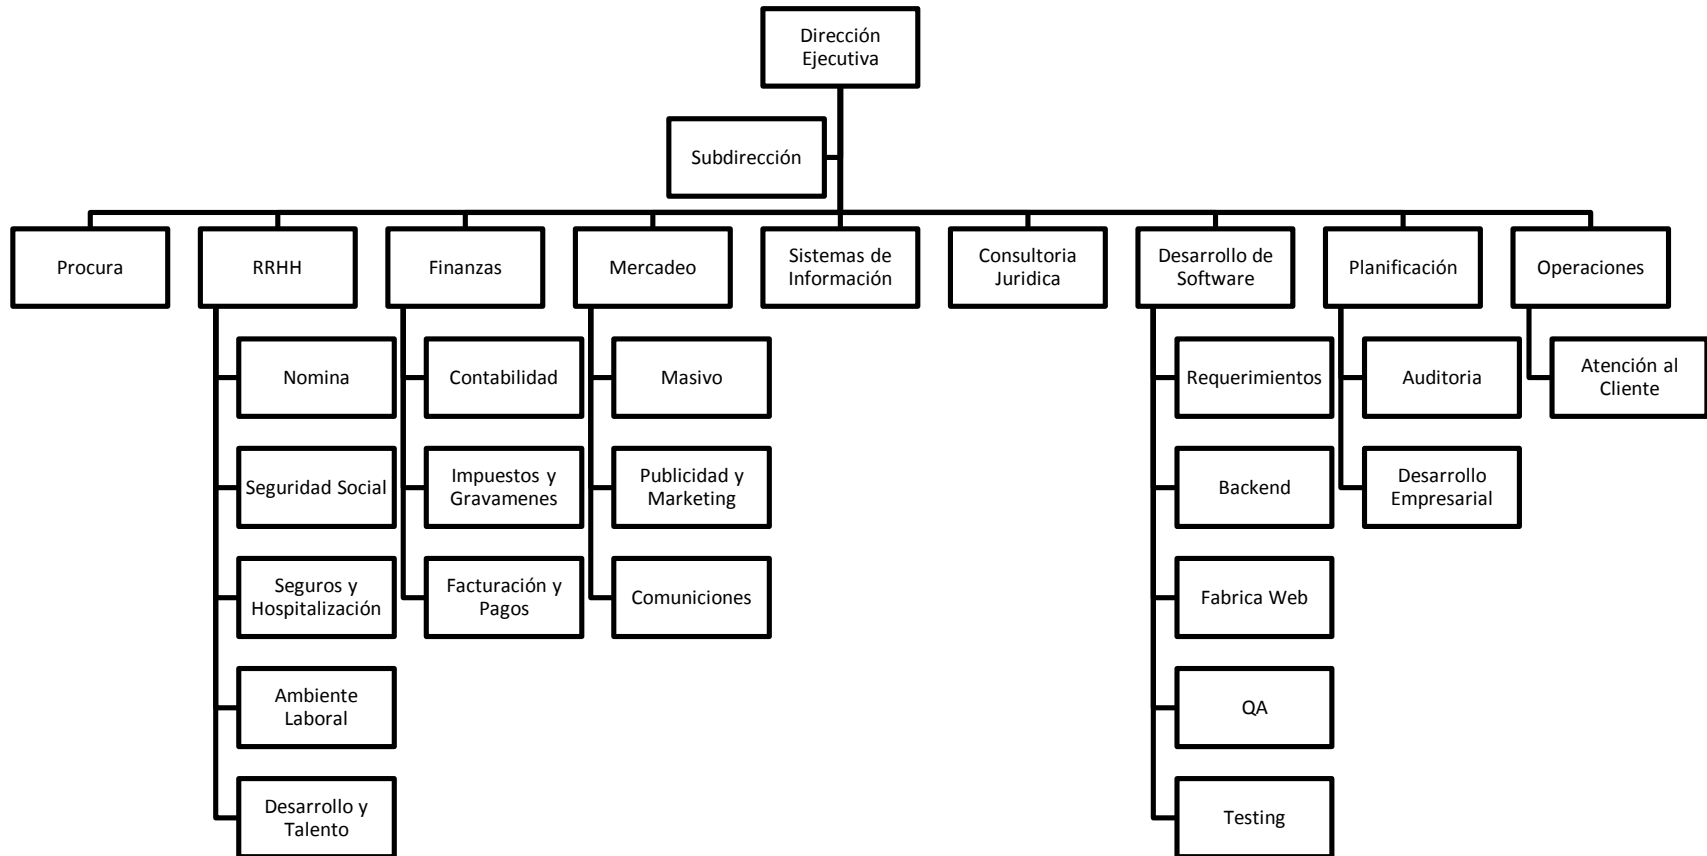 Dirección
Ejecutiva
Subdirección
Procura
RRHH
Finanzas
Mercadeo
Sistemas de
Información
Consultoria
Juridica
Desarrollo de
Software
Planificación
Operaciones
Nomina
Contabilidad
Masivo
Requerimientos
Auditoria
Atención al
Cliente
Seguridad Social
Impuestos y
Gravamenes
Publicidad y
Marketing
Backend
Desarrollo
Empresarial
Seguros y
Hospitalización
Facturación y
Pagos
Comuniciones
Fabrica Web
Ambiente
Laboral
QA
Desarrollo y
Talento
Testing